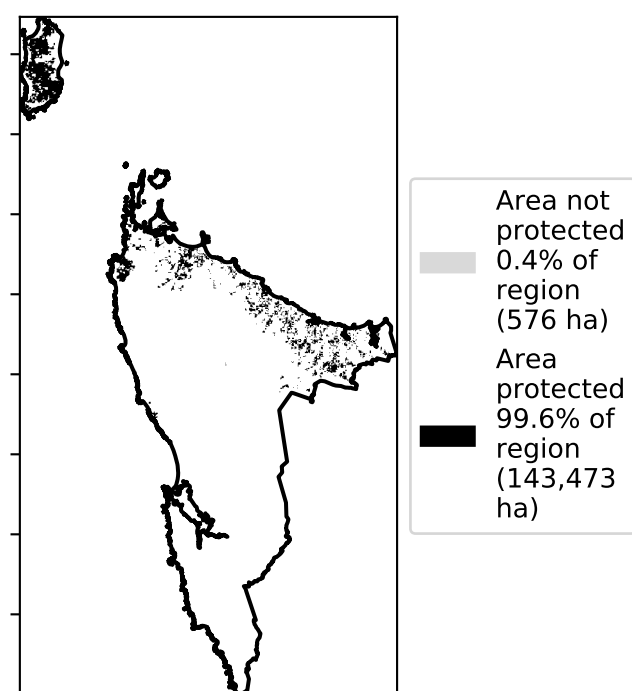 Area not
protected
0.4% of
region
(576 ha)
Area
protected
99.6% of
region
(143,473
ha)